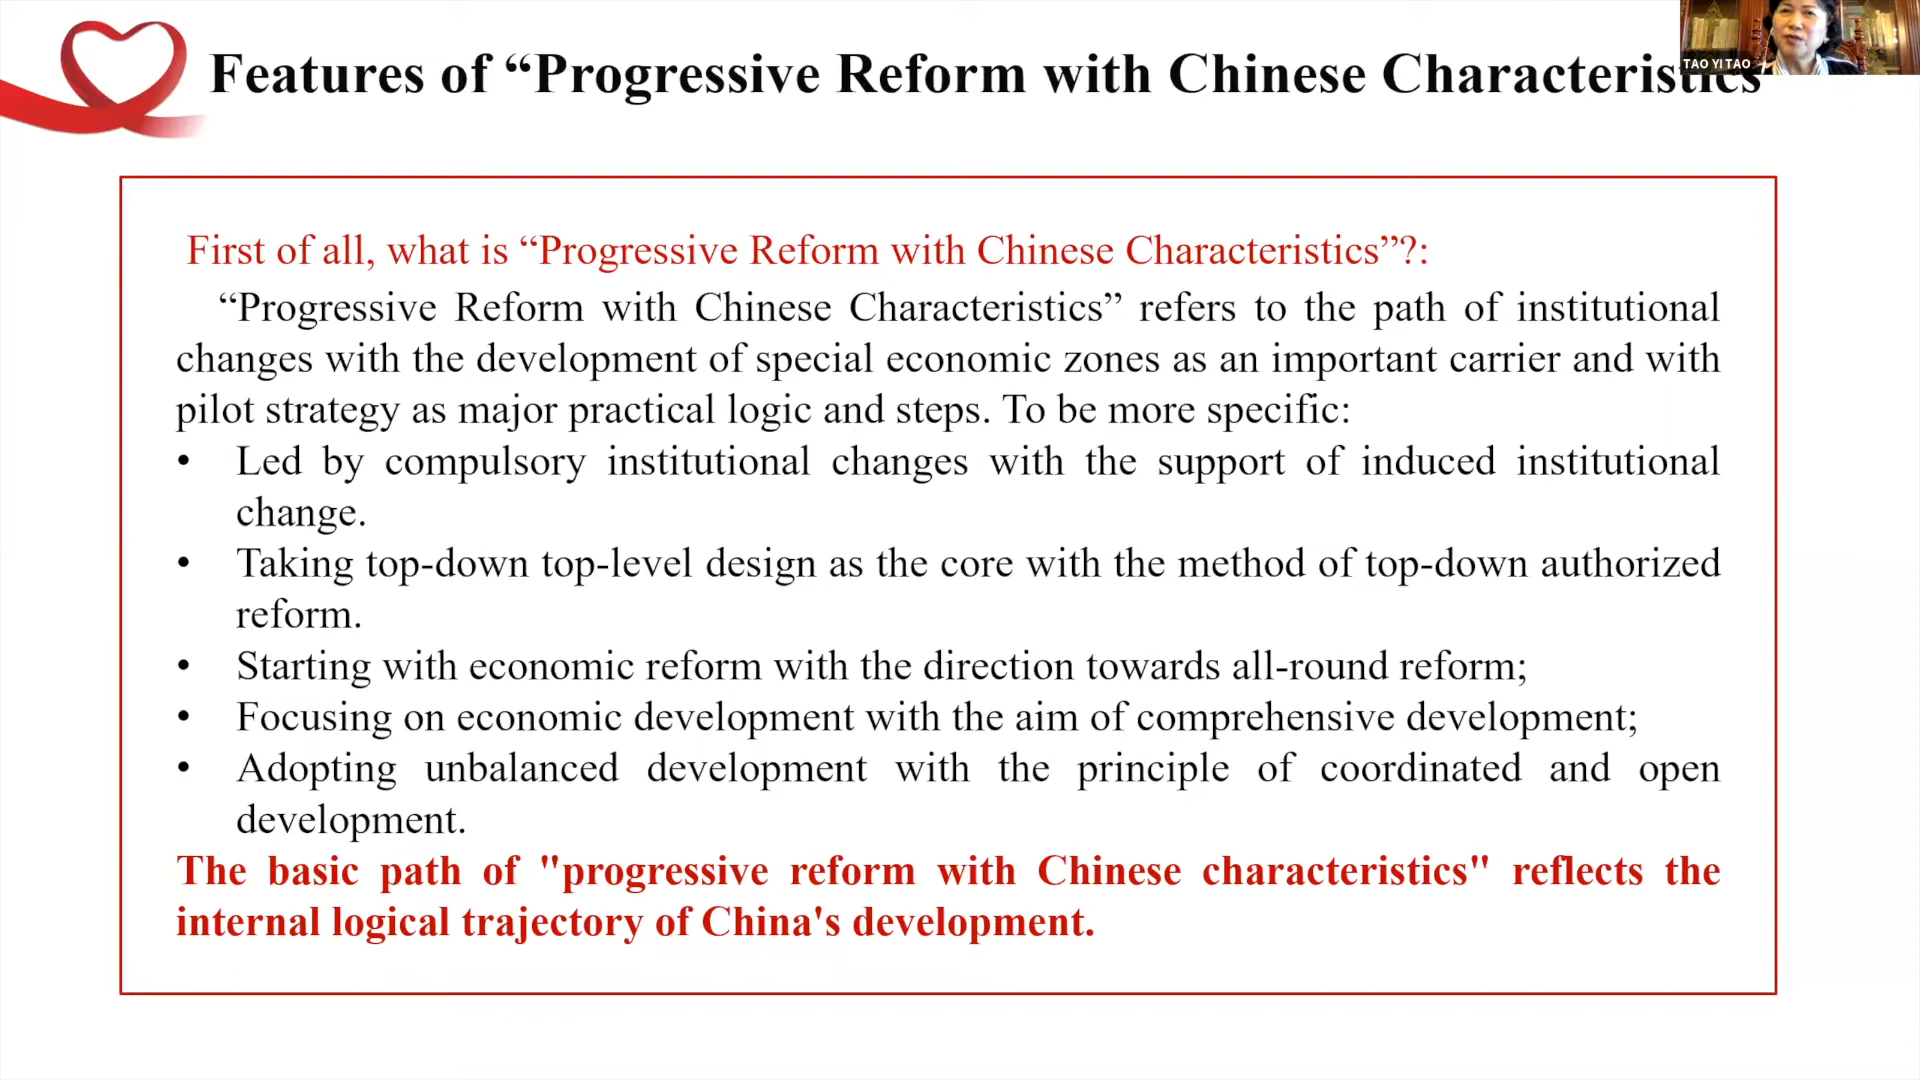 Features of “Progressive Reform with Chinese Characteristics
TAO YI TAO
First of all, what is “Progressive Reform with Chinese Characteristics”?:
“Progressive Reform with Chinese Characteristics” refers to the path of institutional
changes with the development of special economic zones as an important carrier and with
pilot strategy as major practical logic and steps. To be more specific:
• Led by compulsory institutional changes with the support of induced institutional
change.
• Taking top-down top-level design as the core with the method of top-down authorized
reform.
• Starting with economic reform with the direction towards all-round reform;
• Focusing on economic development with the aim of comprehensive development;
• Adopting unbalanced development with the principle of coordinated and open
development.
The basic path of "progressive reform with Chinese characteristics" reflects the
internal logical trajectory of China's development.